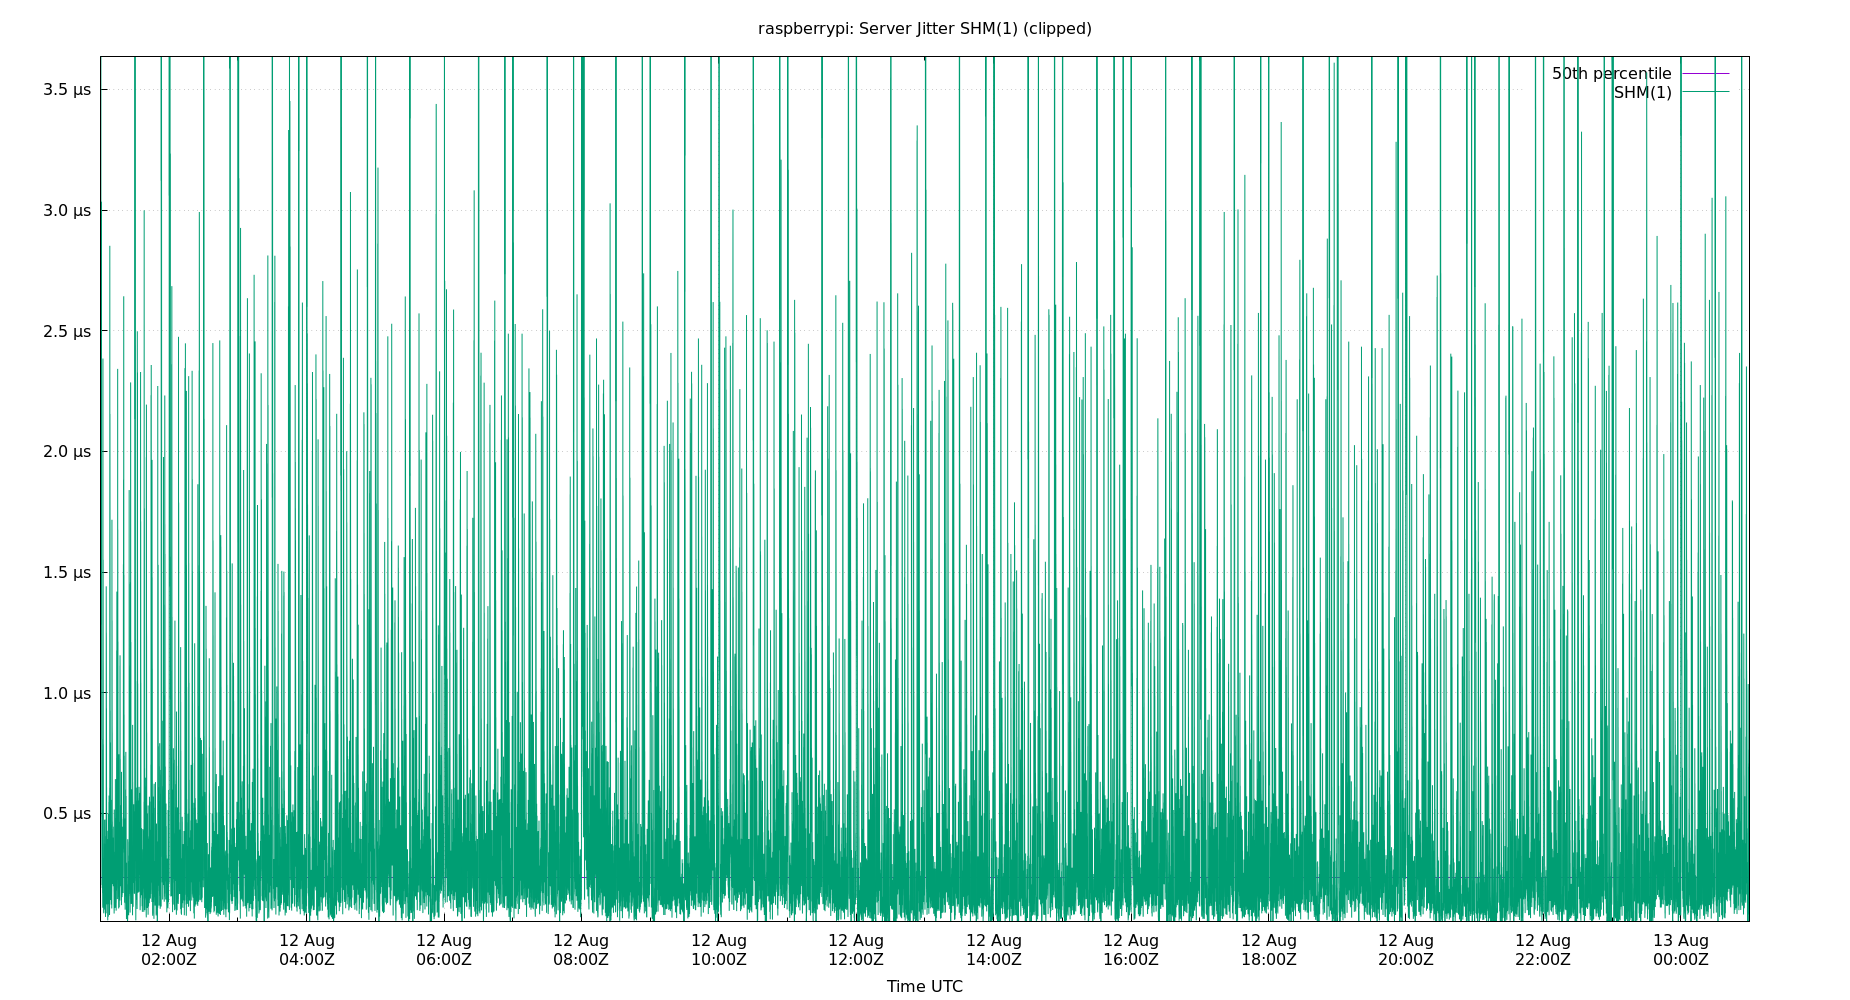 raspberrypi: Server Jitter SHM(1) (clipped)
50th percentile
SHM(1)
3.5 µs
3.0 µs
2.5 µs
2.0 µs
1.5 µs
1.0 µs
0.5 µs
12 Aug 12 Aug 12 Aug 12 Aug 12 Aug 12 Aug 12 Aug 12 Aug 12 Aug 12 Aug 12 Aug 13 Aug
02:00Z 04:00Z 06:00Z 08:00Z 10:00Z 12:00Z 14:00Z 16:00Z 18:00Z 20:00Z 22:00Z 00:00Z
Time UTC